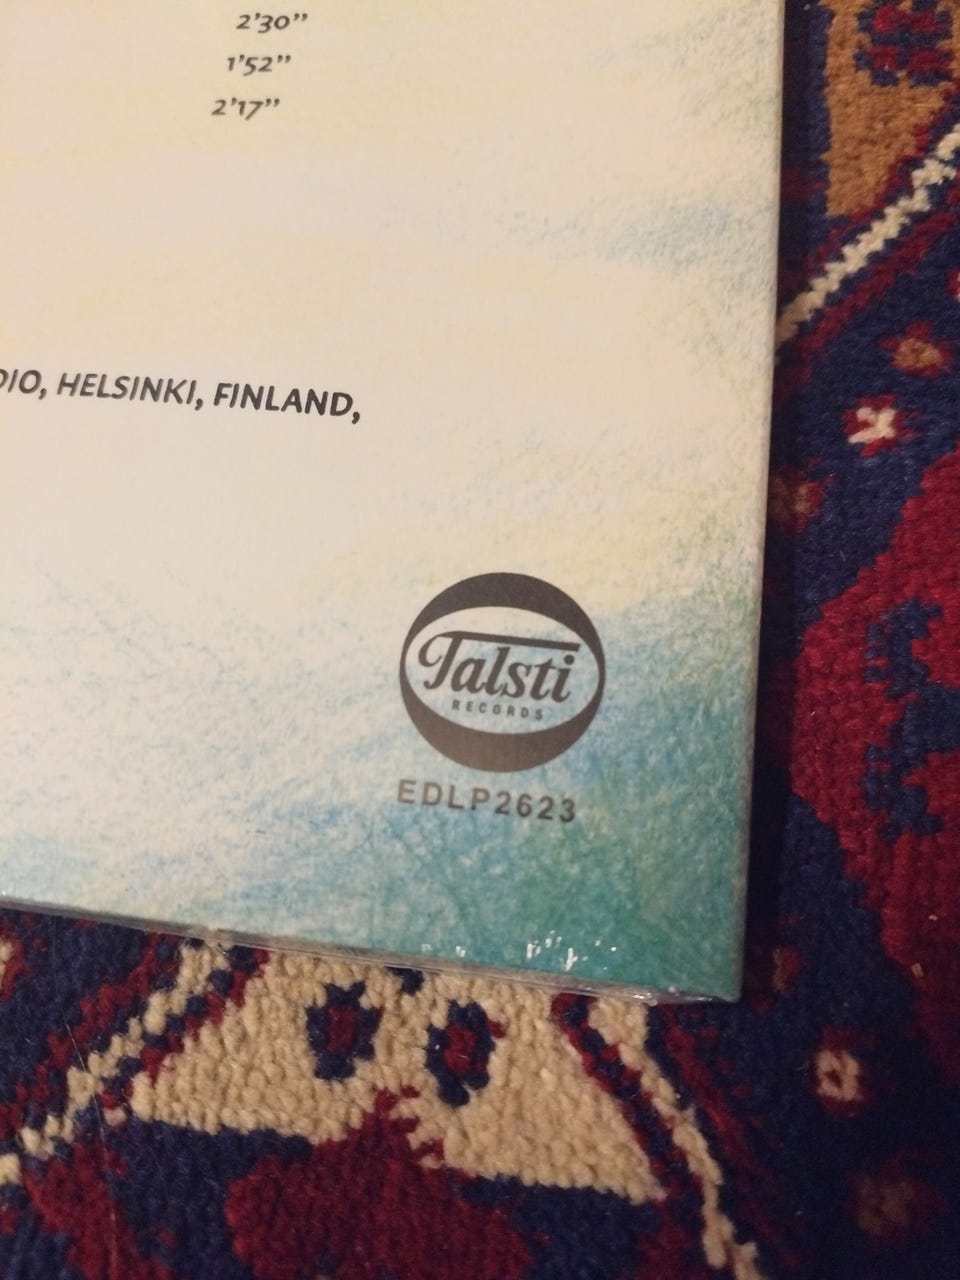 2'30”
1'52”
2'17”
DIO, HELSINKI, FINLAND,
Talsti
RECORDS
EDLP2623